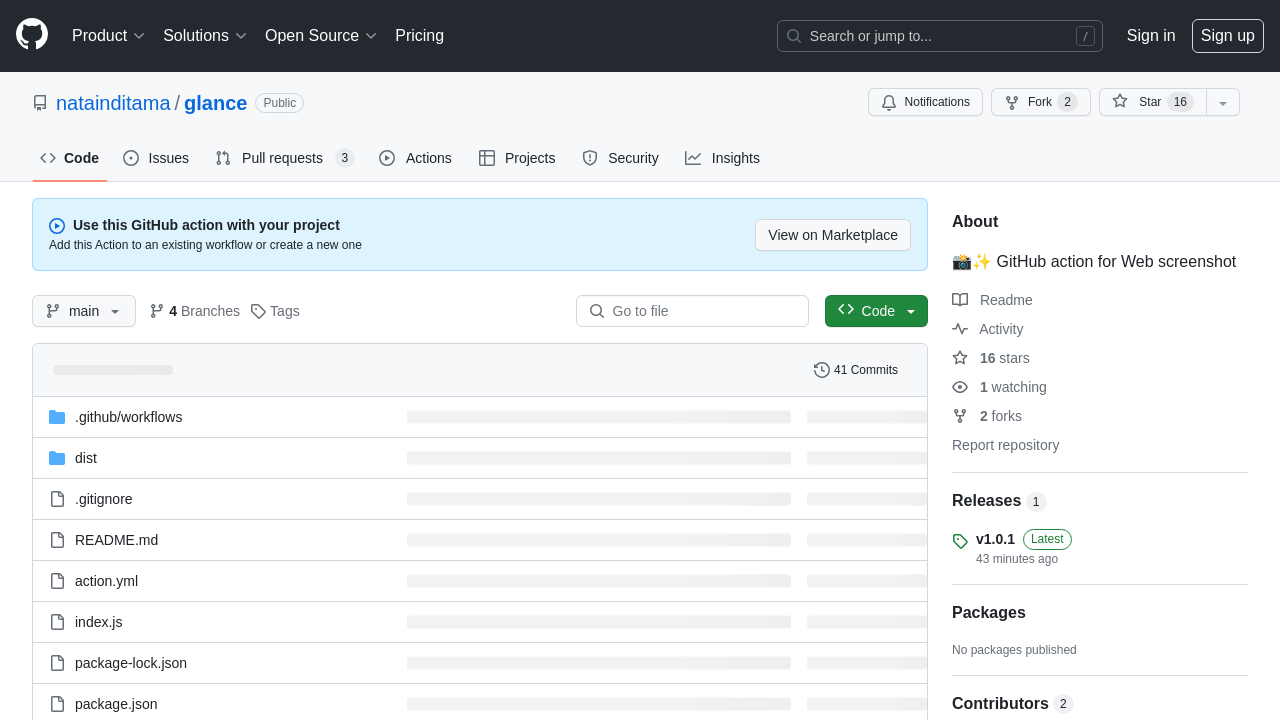 Product Solutions Open Source Pricing Search or jump to... / Sign in Sign up
natainditama / glance Public Notifications Fork 2 Star 16
Code Issues Pull requests 3 Actions Projects Security Insights
Use this GitHub action with your project
Add this Action to an existing workflow or create a new one
View on Marketplace
main 4 Branches Tags Go to file Code
41 Commits
.github/workflows
dist
.gitignore
README.md
action.yml
index.js
package-lock.json
package.json
About
📸✨ GitHub action for Web screenshot
Readme
Activity
16 stars
1 watching
2 forks
Report repository
Releases 1
v1.0.1 Latest
43 minutes ago
Packages
No packages published
Contributors 2